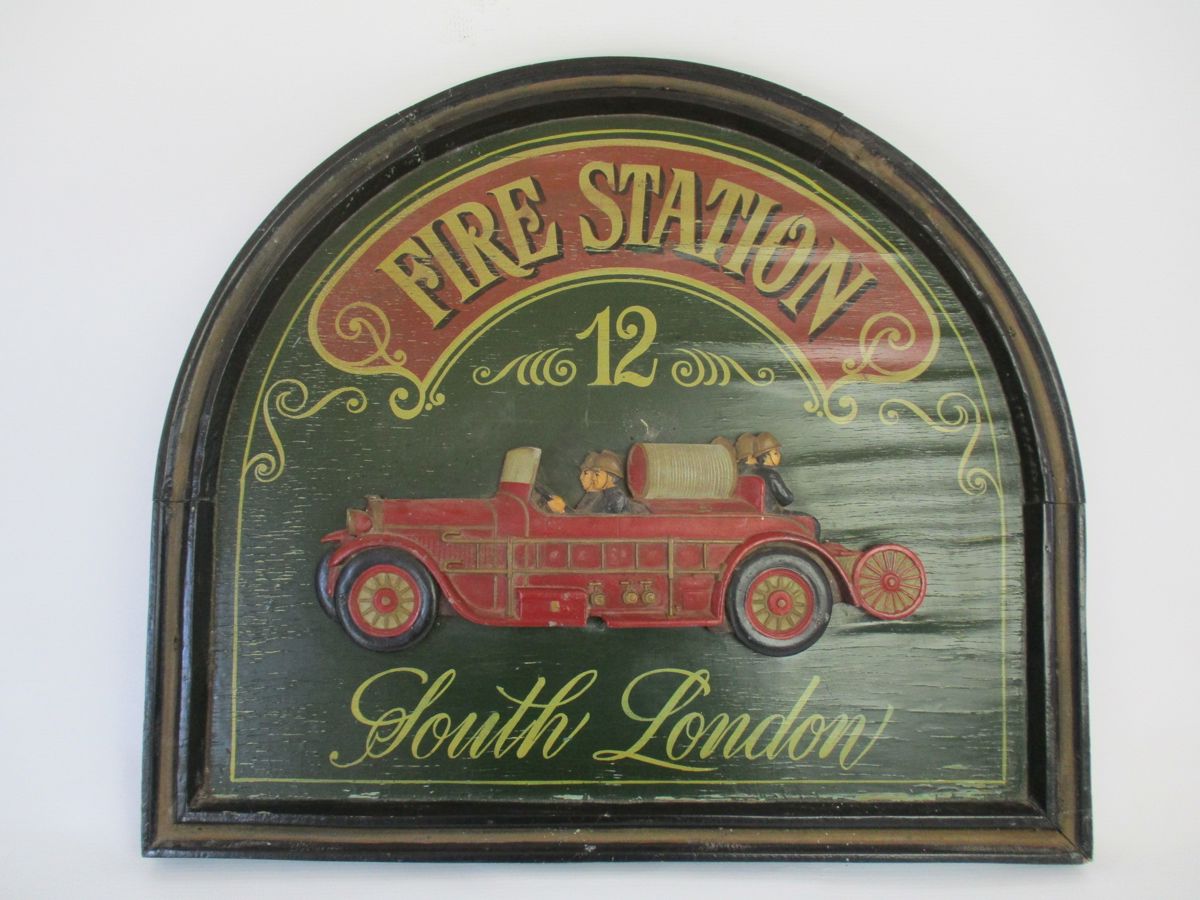 FIRE STATION
12
South London